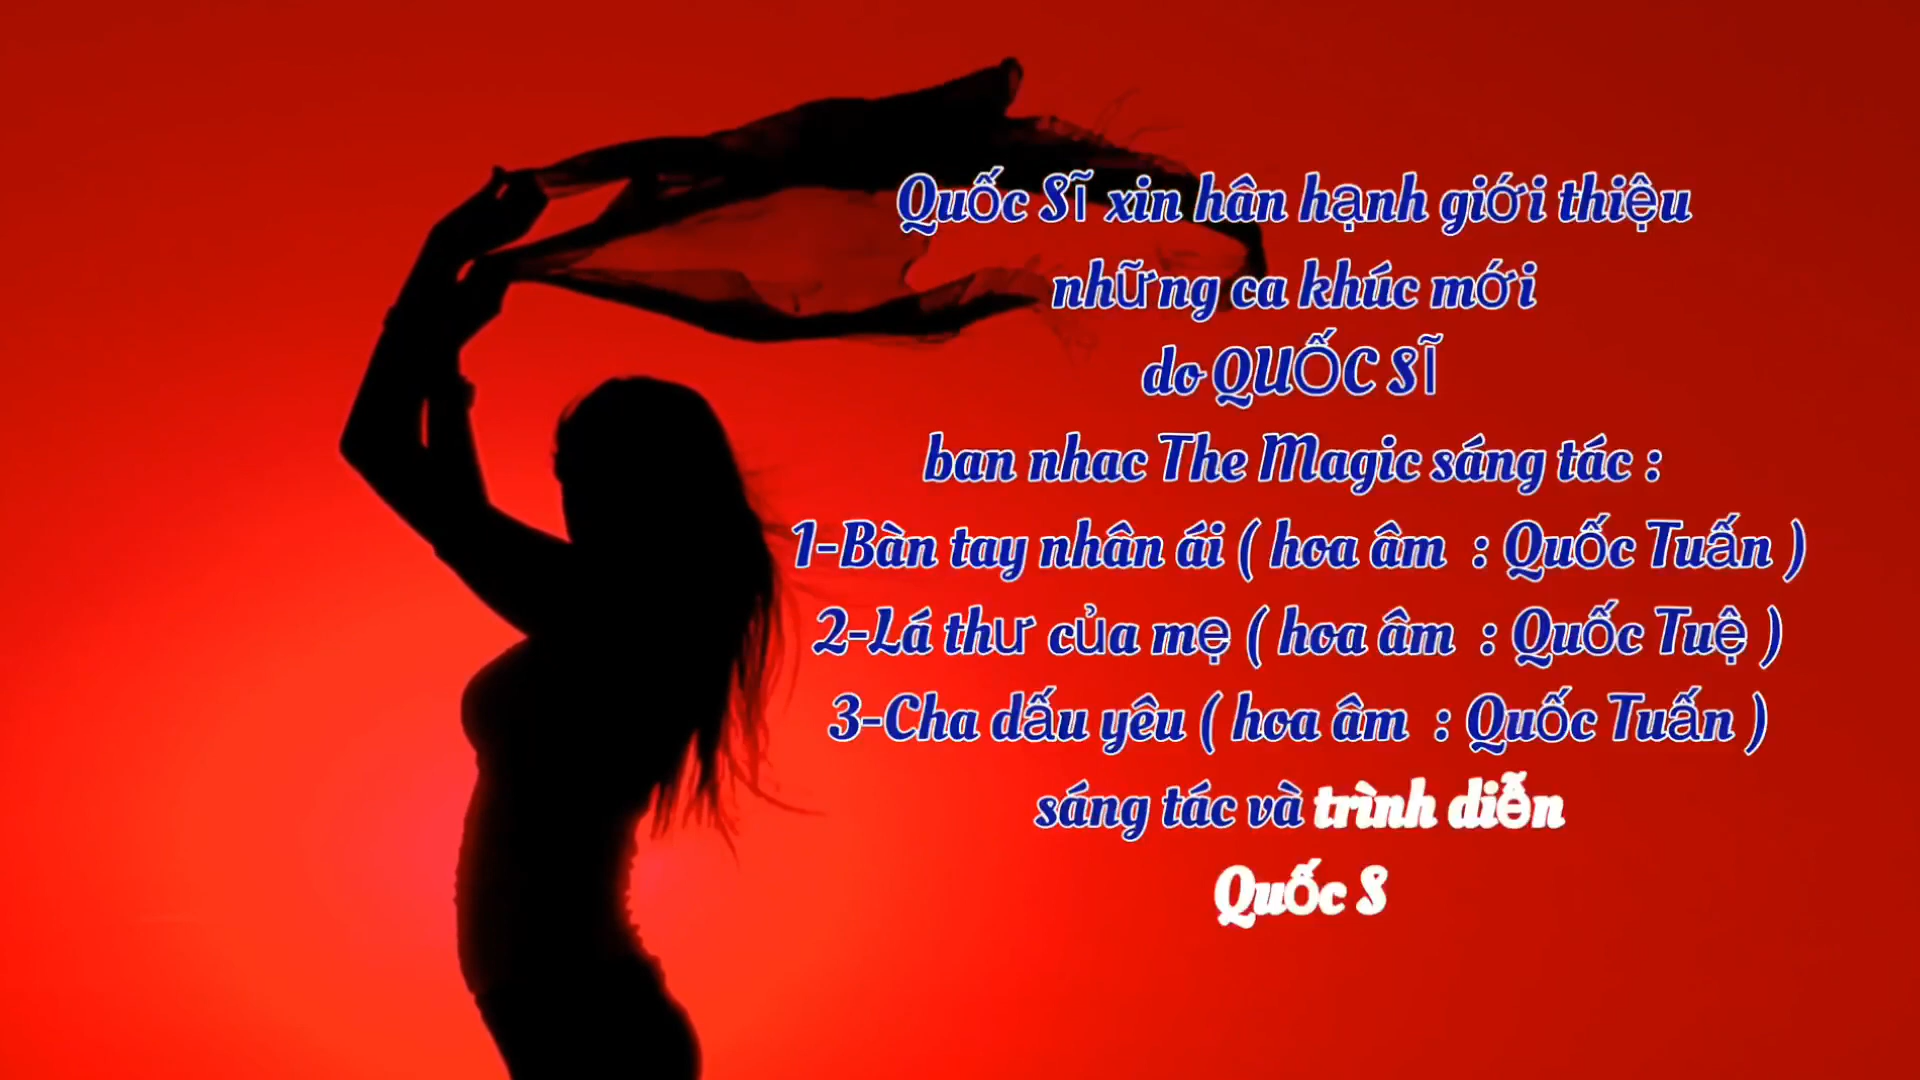 Quốc Sĩ xin hân hạnh giới thiệu
những ca khúc mới
do QUỐC SĨ
ban nhac The Magic sáng tác :
1-Bàn tay nhân ái ( hoa âm : Quốc Tuấn )
2-Lá thư của mẹ ( hoa âm : Quốc Tuệ )
3-Cha dấu yêu ( hoa âm : Quốc Tuấn )
sáng tác và trình diễn
Quốc S